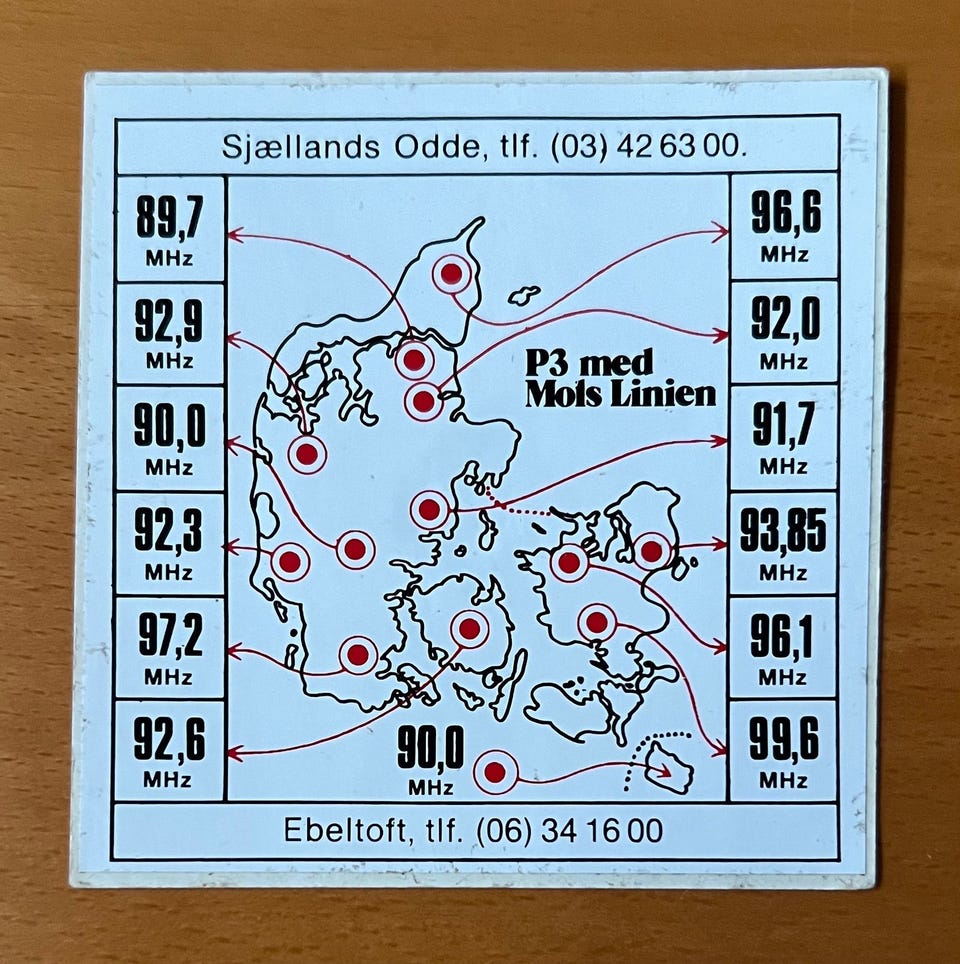 Sjællands Odde, tlf. (03) 42 63 00.
89,7
MHz
92,9
MHz
90,0
MHz
92,3
MHz
97,2
MHz
92,6
MHz
P3 med
Mols Linien
90,0
MHz
96,6
MHz
92,0
MHz
91,7
MHz
93,85
MHz
96,1
MHz
99,6
MHz
Ebeltoft, tlf. (06) 34 16 00